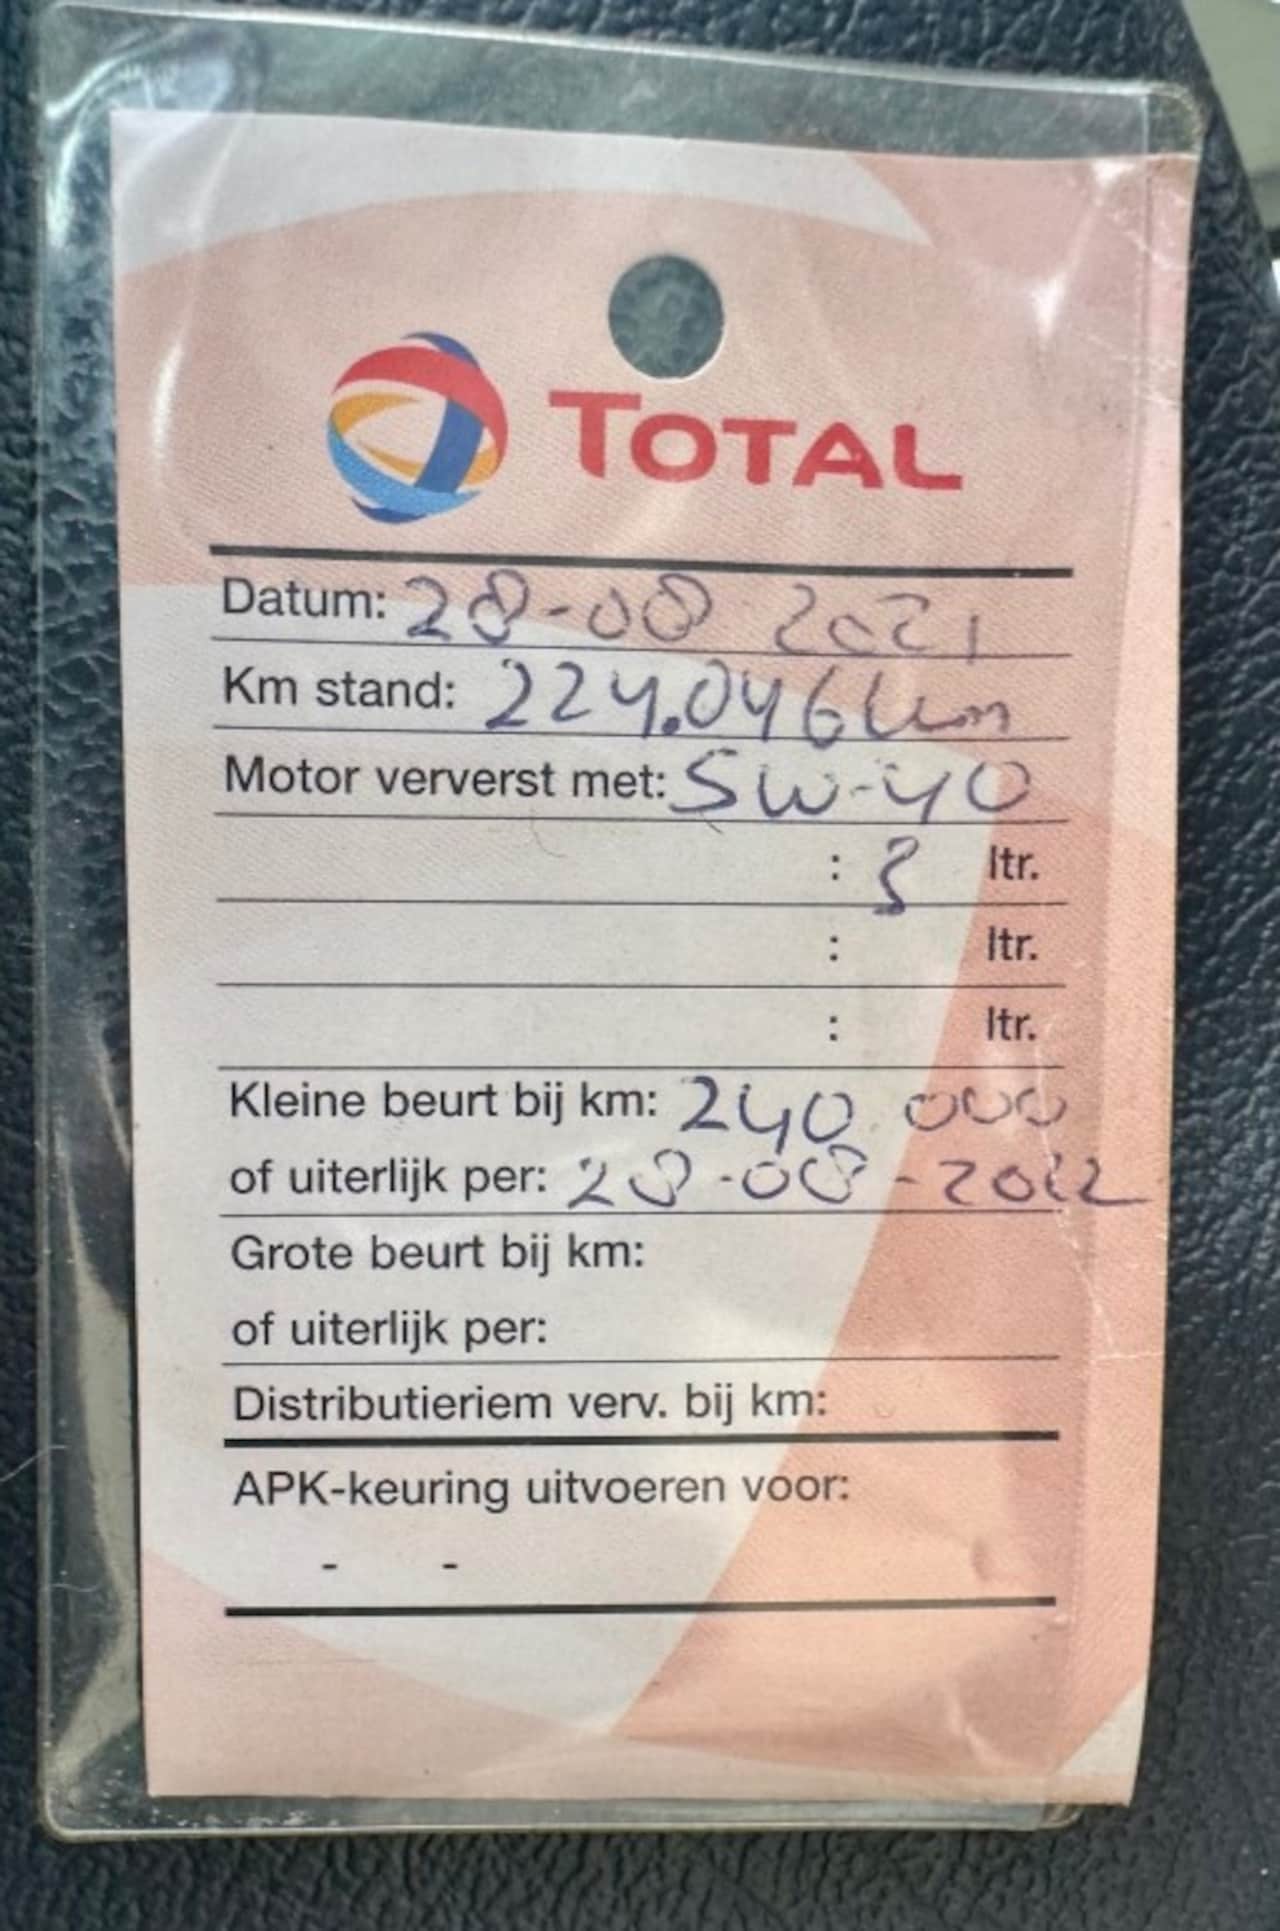 TOTAL
Datum: 28-08 2021
Km stand: 224.046km
Motor ververst met: 5W-40
: 3 ltr.
: ltr.
: ltr.
Kleine beurt bij km: 240 000
of uiterlijk per: 28-08-2022
Grote beurt bij km:
of uiterlijk per:
Distributieriem verv. bij km:
APK-keuring uitvoeren voor:
- -